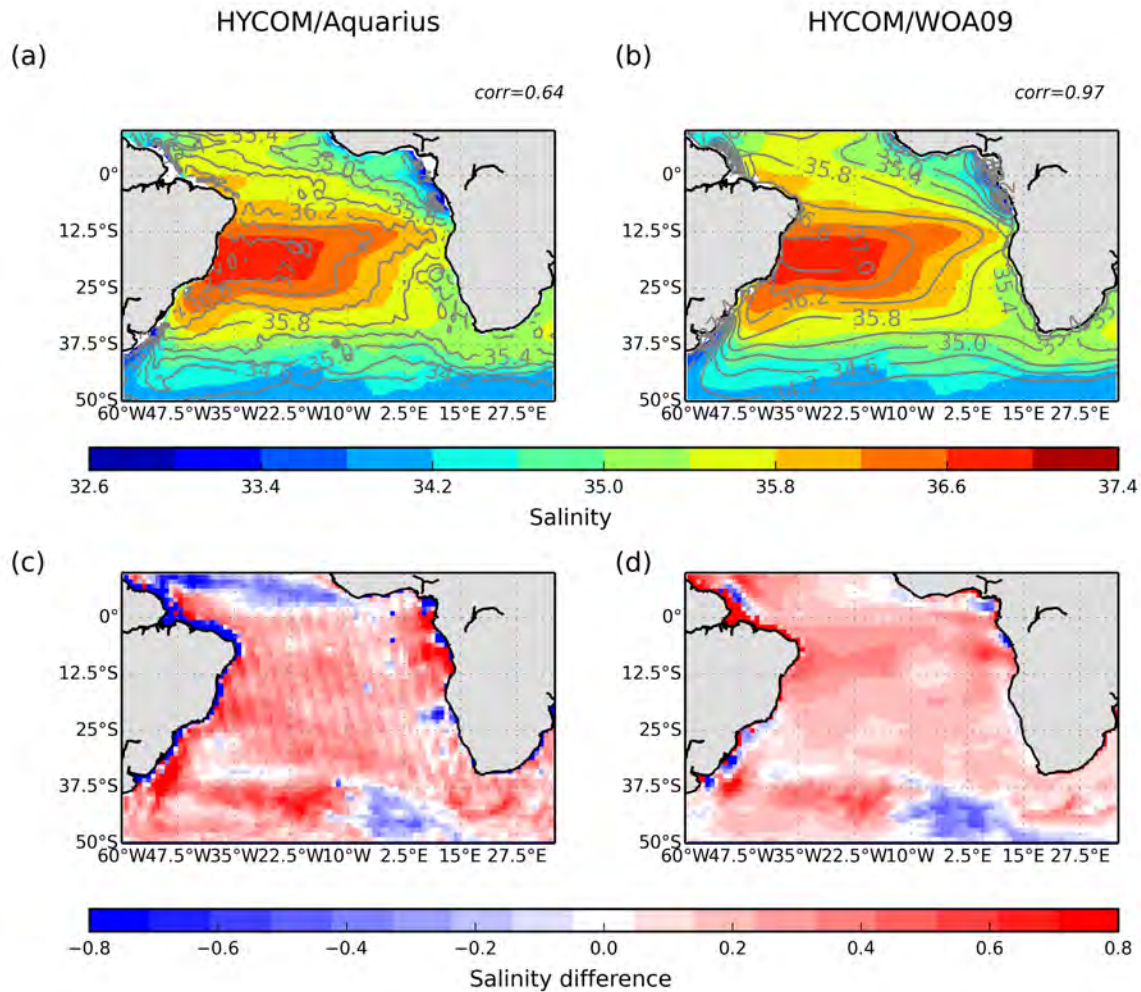 HYCOM/Aquarius HYCOM/WOA09
(a) (b)
corr=0.64 corr=0.97
35.4
35.0
35.8
36.2
35.8
35.0
35.4
34.6
34.2
35.8
35.4
36.2
35.8
35.4
35.0
34.6
34.2
0° 0°
12.5°S 12.5°S
25°S 25°S
37.5°S 37.5°S
50°S 50°S
60°W47.5°W35°W22.5°W10°W 2.5°E 15°E 27.5°E 60°W47.5°W35°W22.5°W10°W 2.5°E 15°E 27.5°E
32.6 33.4 34.2 35.0 35.8 36.6 37.4
Salinity
(c) (d)
0° 0°
12.5°S 12.5°S
25°S 25°S
37.5°S 37.5°S
50°S 50°S
60°W47.5°W35°W22.5°W10°W 2.5°E 15°E 27.5°E 60°W47.5°W35°W22.5°W10°W 2.5°E 15°E 27.5°E
−0.8 −0.6 −0.4 −0.2 0.0 0.2 0.4 0.6 0.8
Salinity difference